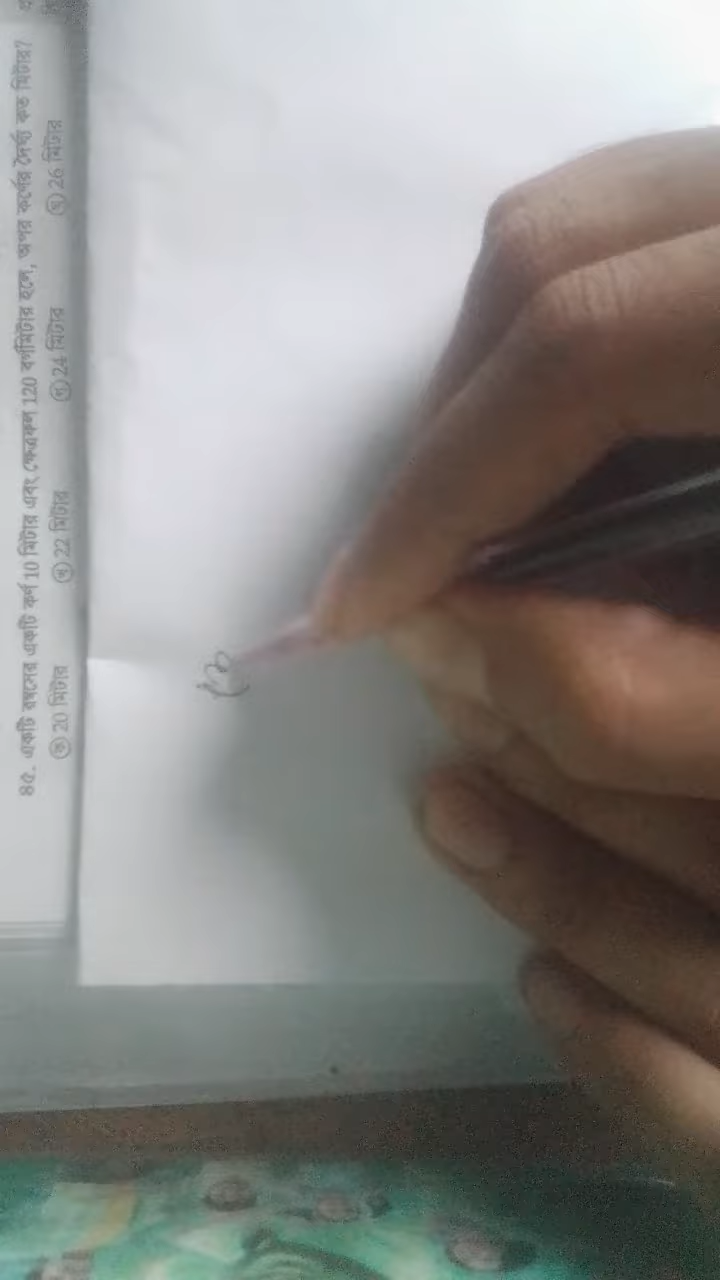 ৪৫. একটি রম্বসের একটি কর্ণ 10 মিটার এবং ক্ষেত্রফল 120 বর্গমিটার হলে, অপর কর্ণের দৈর্ঘ্য কত মিটার?
ক 20 মিটার খ 22 মিটার গ 24 মিটার ঘ 26 মিটার